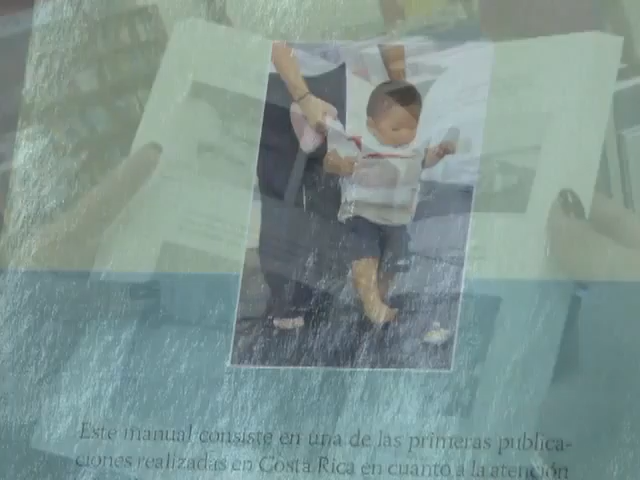 Este manual consiste en una de las primeras publica-
ciones realizadas en Costa Rica en cuanto a la atención